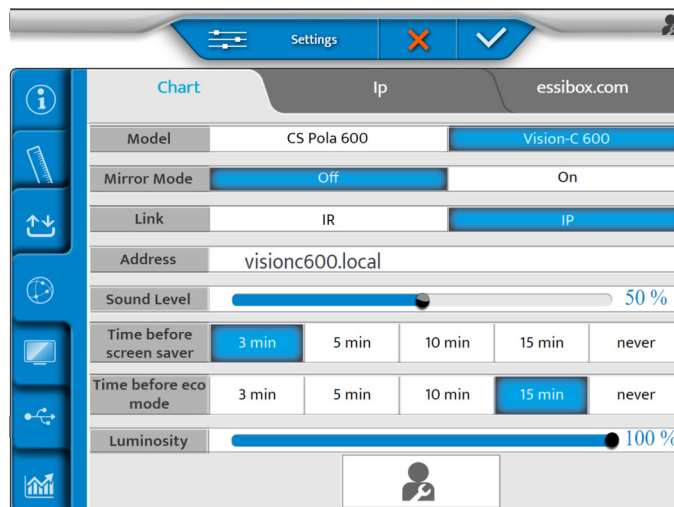 Settings
Chart Ip essibox.com
Model CS Pola 600 Vision-C 600
Mirror Mode Off On
Link IR IP
Address visionc600.local
Sound Level 50 %
Time before
screen saver 3 min 5 min 10 min 15 min never
Time before eco
mode 3 min 5 min 10 min 15 min never
Luminosity 100 %